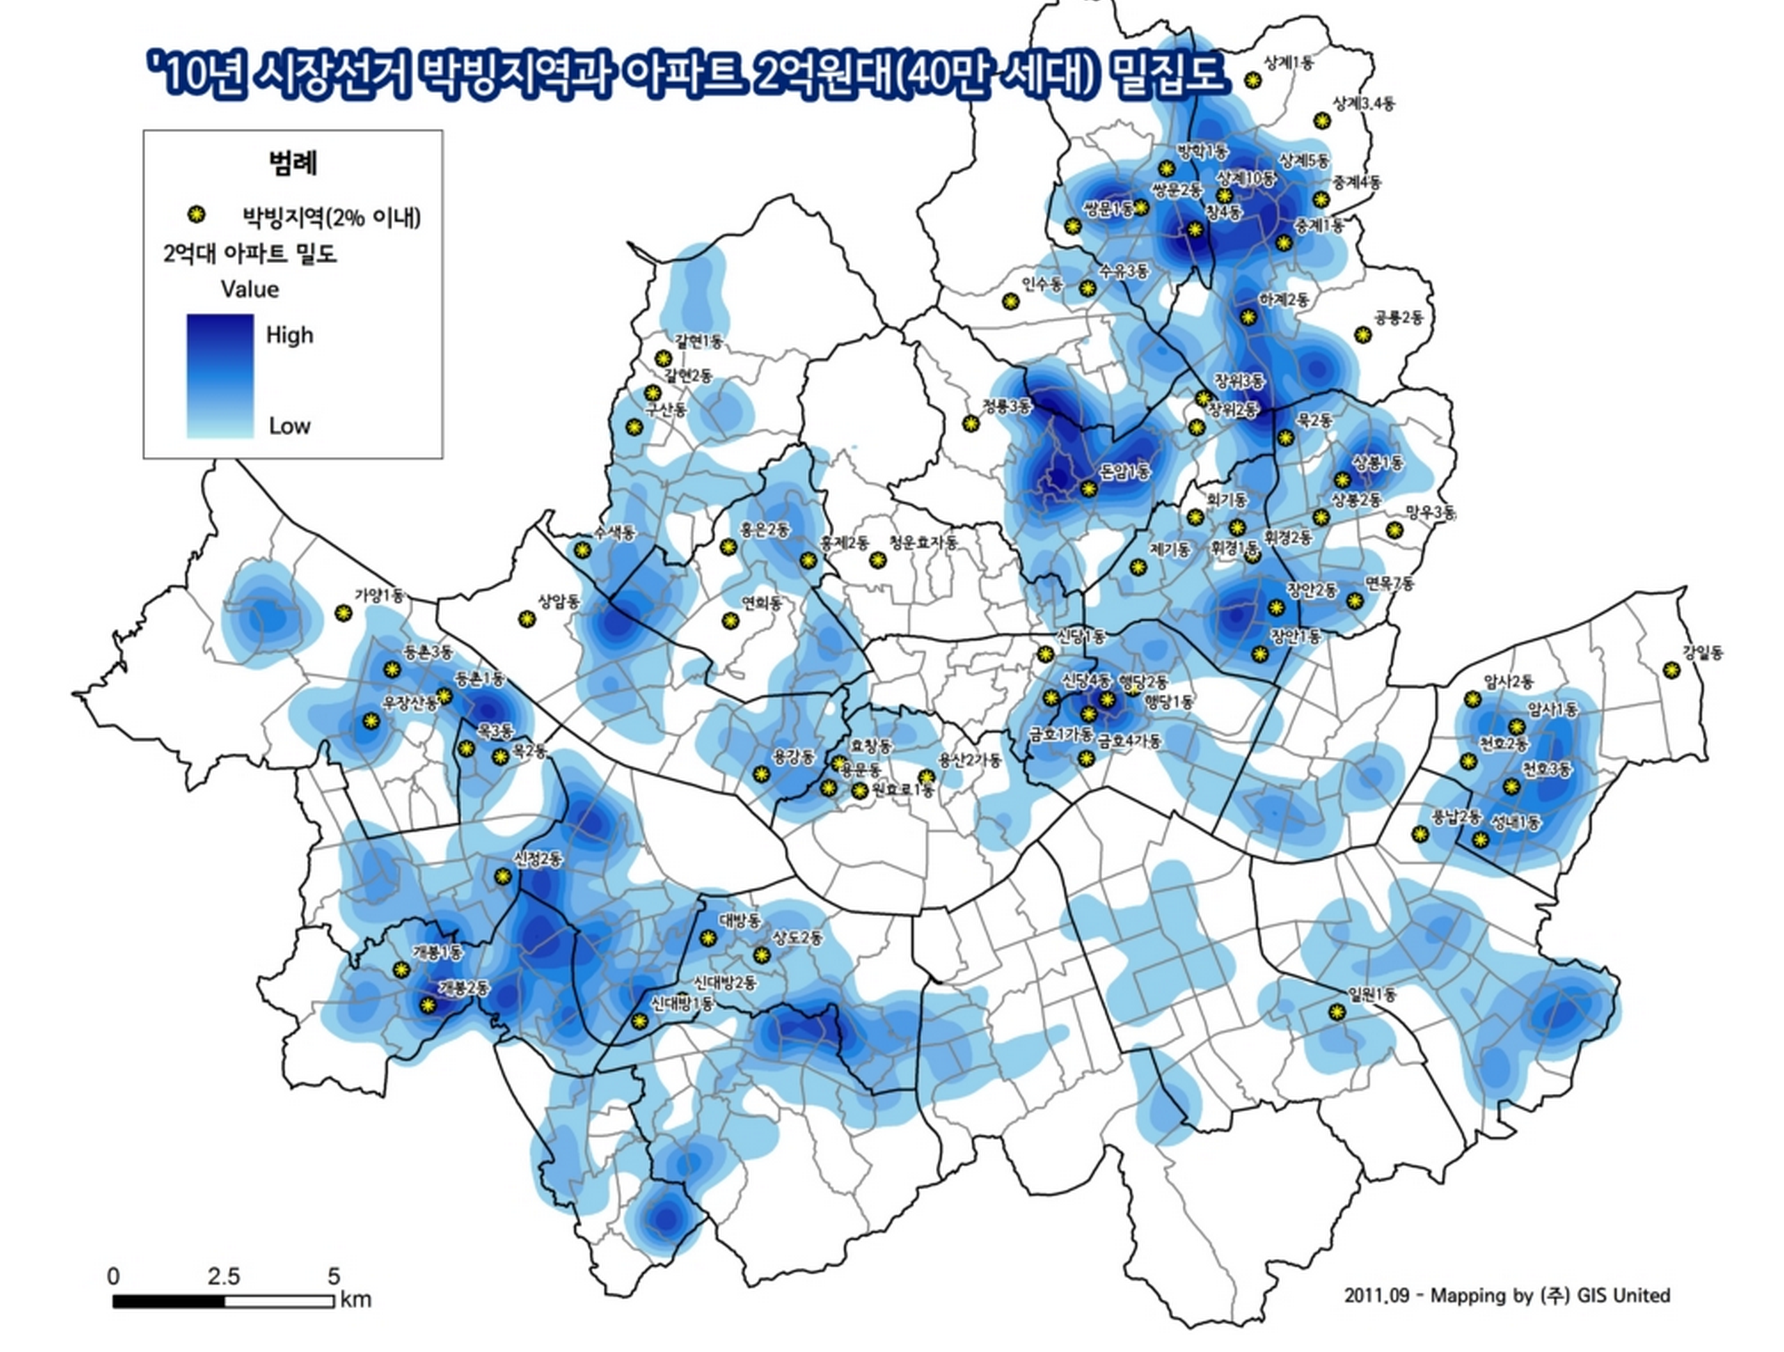 '10년 시장선거 박빙지역과 아파트 2억원대(40만 세대) 밀집도
범례
박빙지역(2% 이내)
2억대 아파트 밀도
Value
High
Low
상계1동
상계3.4동
방학1동
상계5동
상계10동
중계4동
쌍문2동
쌍문1동
창4동
중계1동
수유3동
인수동
하계2동
공릉2동
갈현1동
갈현2동
구산동
장위3동
장위2동
정릉3동
묵2동
돈암1동
상봉1동
상봉2동
회기동
망우3동
수색동
홍은2동
홍제2동
청운효자동
제기동
휘경1동
휘경2동
가양1동
상암동
연희동
장안2동
면목7동
장안1동
신당1동
등촌3동
등촌1동
우장산동
강일동
신당4동
행당2동
행당1동
암사2동
암사1동
목3동
목2동
금호1가동
금호4가동
천호2동
천호3동
용강동
효창동
용문동
원효로1동
용산2가동
풍납2동
성내1동
신정2동
대방동
상도2동
개봉1동
개봉2동
신대방2동
신대방1동
일원1동
0 2.5 5
km
2011.09 - Mapping by (주) GIS United